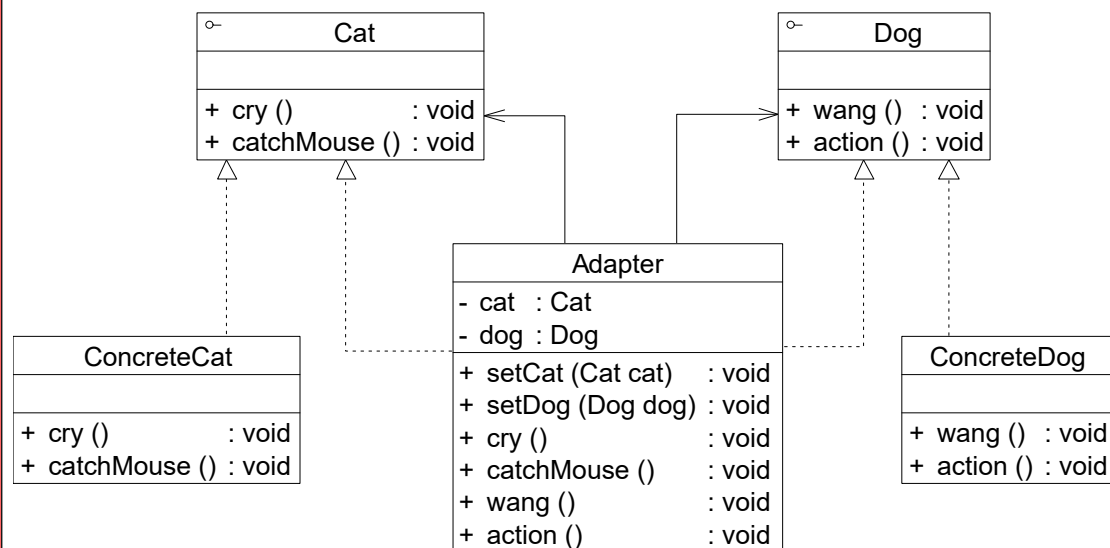 Cat
+ cry () : void
+ catchMouse () : void
Dog
+ wang () : void
+ action () : void
Adapter
- cat : Cat
- dog : Dog
+ setCat (Cat cat) : void
+ setDog (Dog dog) : void
+ cry () : void
+ catchMouse () : void
+ wang () : void
+ action () : void
ConcreteCat
+ cry () : void
+ catchMouse () : void
ConcreteDog
+ wang () : void
+ action () : void